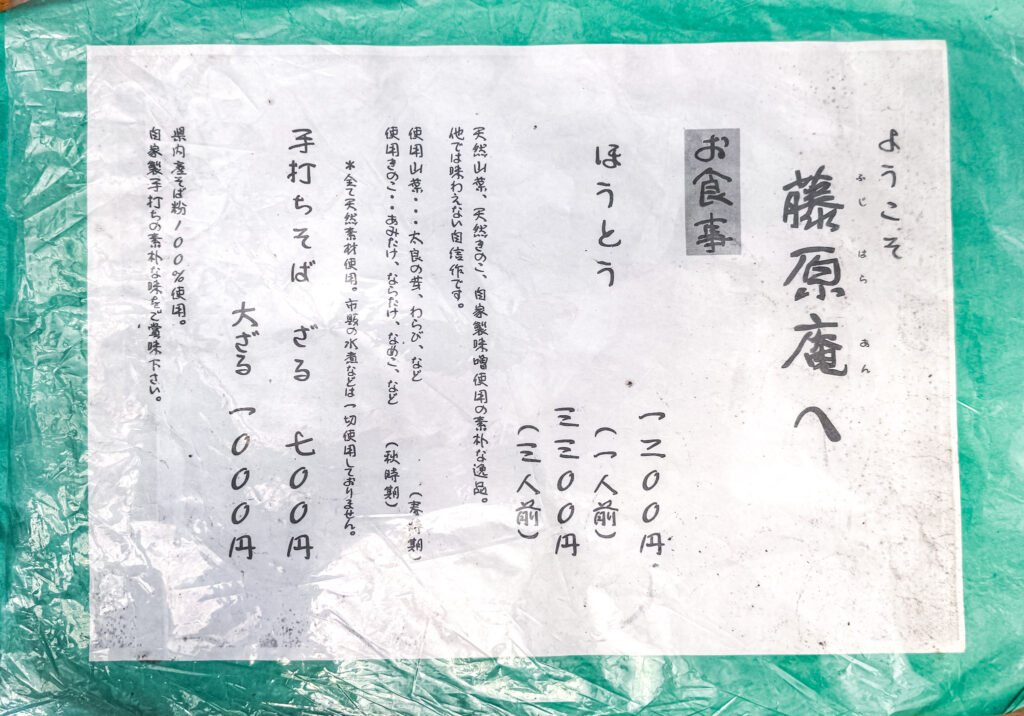 ようこそ
藤原庵へ
ふじ はら あん
お食事
ほうとう 一二〇〇円
(一人前)
三三〇〇円
(三人前)
天然山菜、天然きのこ、自家製味噌使用の素朴な逸品。
他では味わえない自信作です。
使用山菜・・・太良の芽、わらび、など (春時期)
使用きのこ・・・あみたけ、ならたけ、なめこ、など (秋時期)
*全て天然素材使用。市販の水煮などは一切使用しておりません。
手打ちそば ざる 七〇〇円
大ざる 一〇〇〇円
県内産そば粉100%使用。
自家製手打ちの素朴な味をご賞味下さい。